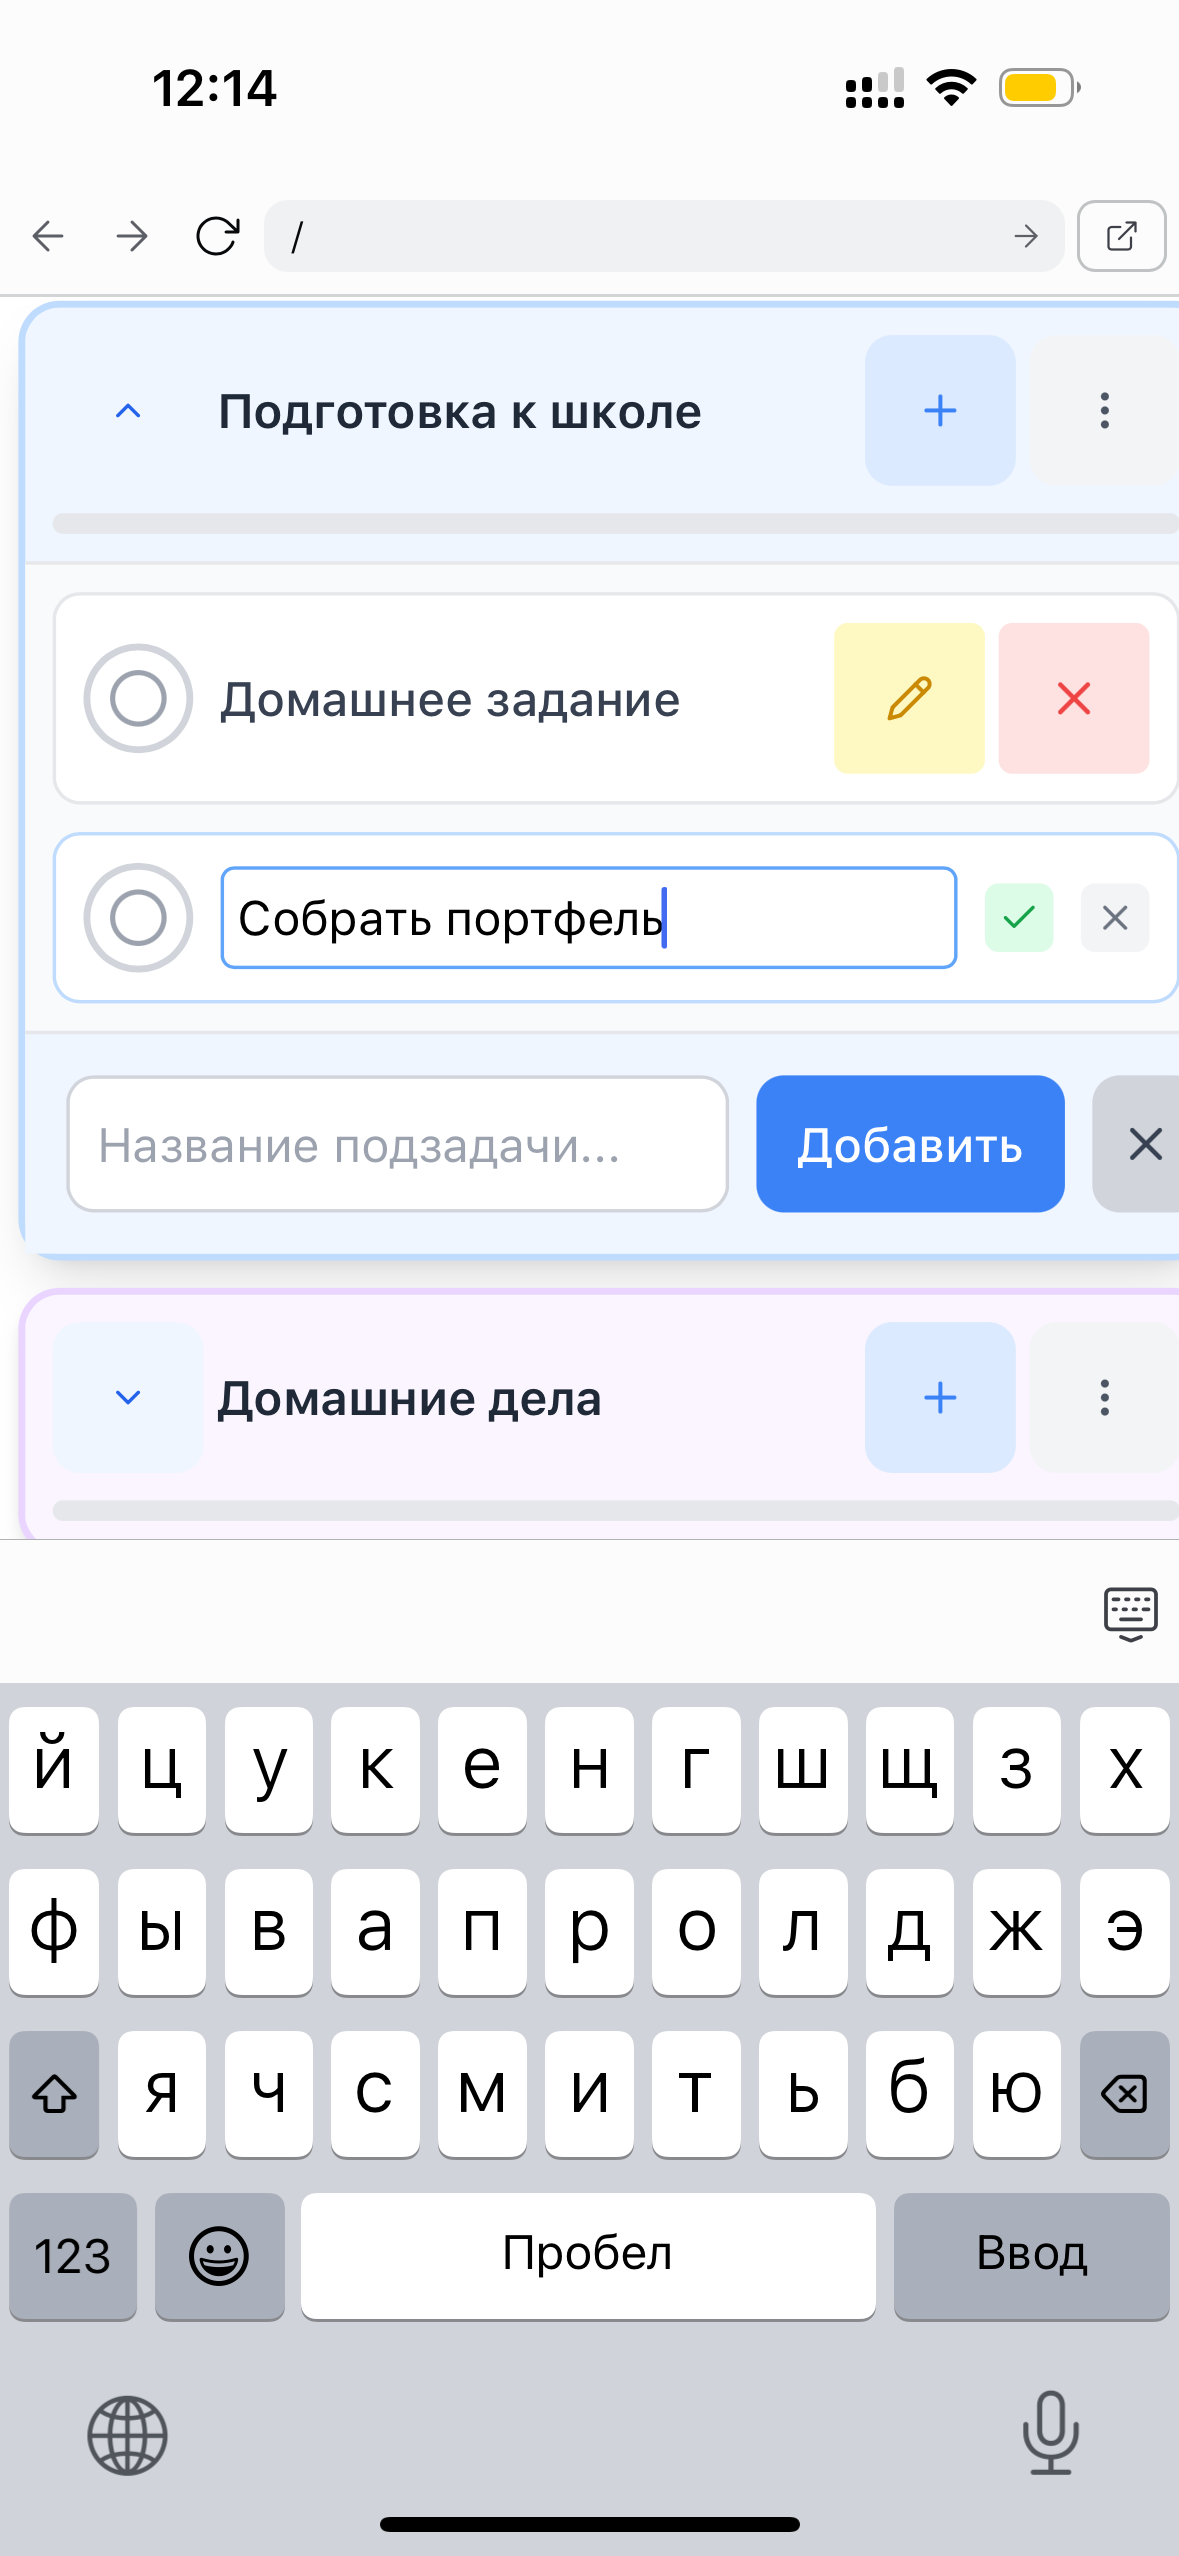 12:14
/
Подготовка к школе
Домашнее задание
Собрать портфель
Название подзадачи...
Добавить
Домашние дела
й ц у к е н г ш щ з х
ф ы в а п р о л д ж э
я ч с м и т ь б ю
123 Пробел Ввод